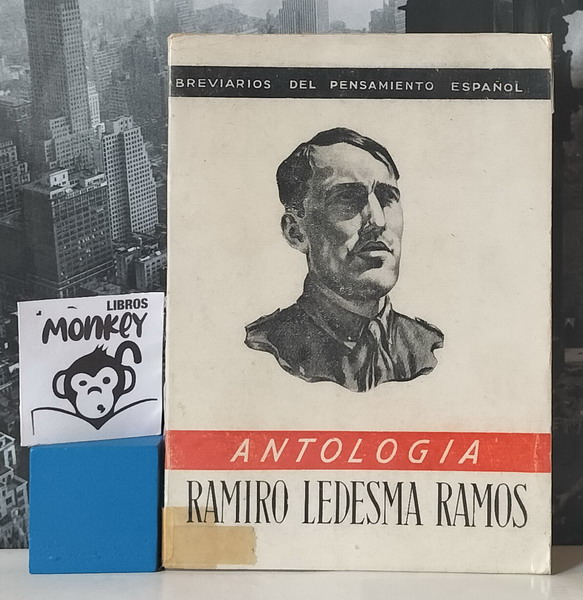 BREVIARIOS DEL PENSAMIENTO ESPAÑOL
LIBROS
MONKEY
ANTOLOGIA
RAMIRO LEDESMA RAMOS